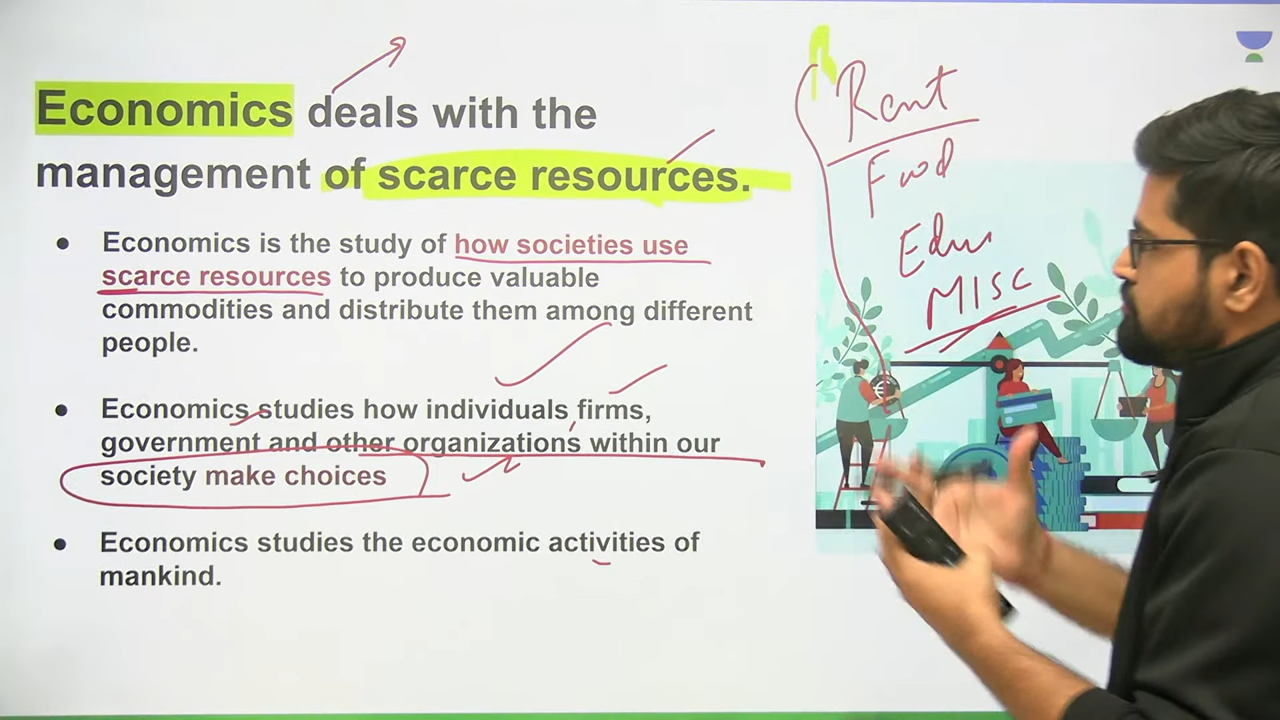 Economics deals with the
management of scarce resources.
● Economics is the study of how societies use
scarce resources to produce valuable
commodities and distribute them among different
people.
● Economics studies how individuals firms,
government and other organizations within our
society make choices
● Economics studies the economic activities of
mankind.
Rent
Food
Edu
MISC